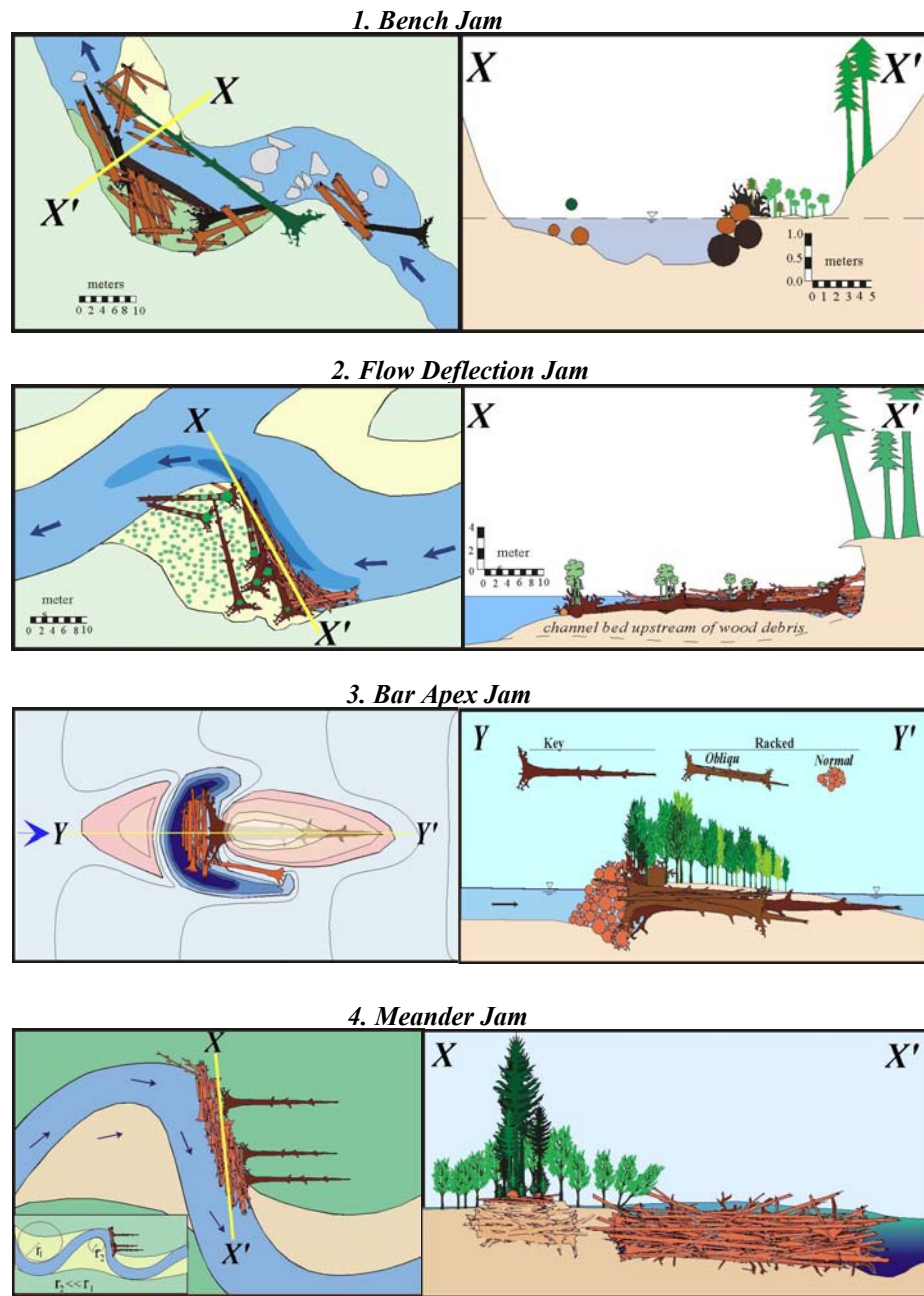 1. Bench Jam
X
X'
meters
0 2 4 6 8 10
X
X'
1.0
0.5
0.0
meters
0 1 2 3 4 5
2. Flow Deflection Jam
X
X'
meter
s
0 2 4 6 8 10
X
X'
4
2
0
meter
s
0 2 4 6 8 10
channel bed upstream of wood debris
3. Bar Apex Jam
Y
Y'
Y
Y'
Key
Racked
Obliqu
Normal
4. Meander Jam
X
X'
r1
r2
r2 << r1
X
X'